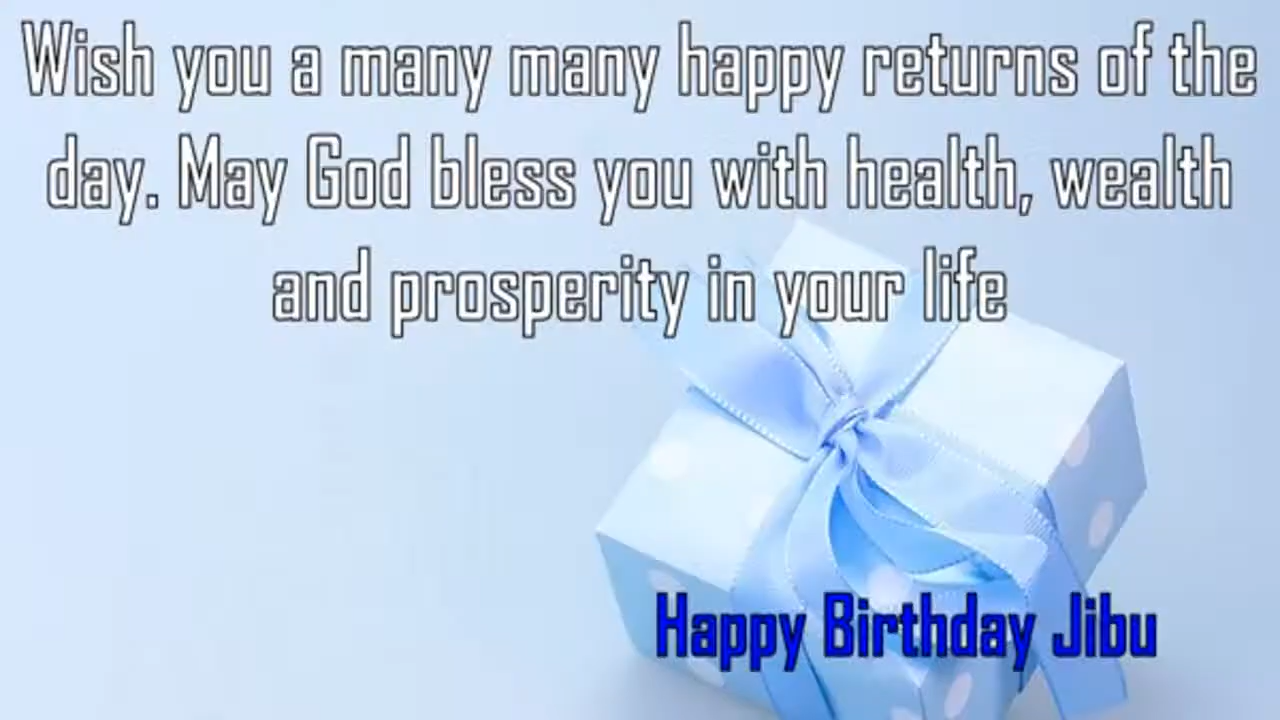 Wish you a many many happy returns of the
day. May God bless you with health, wealth
and prosperity in your life
Happy Birthday Jibu